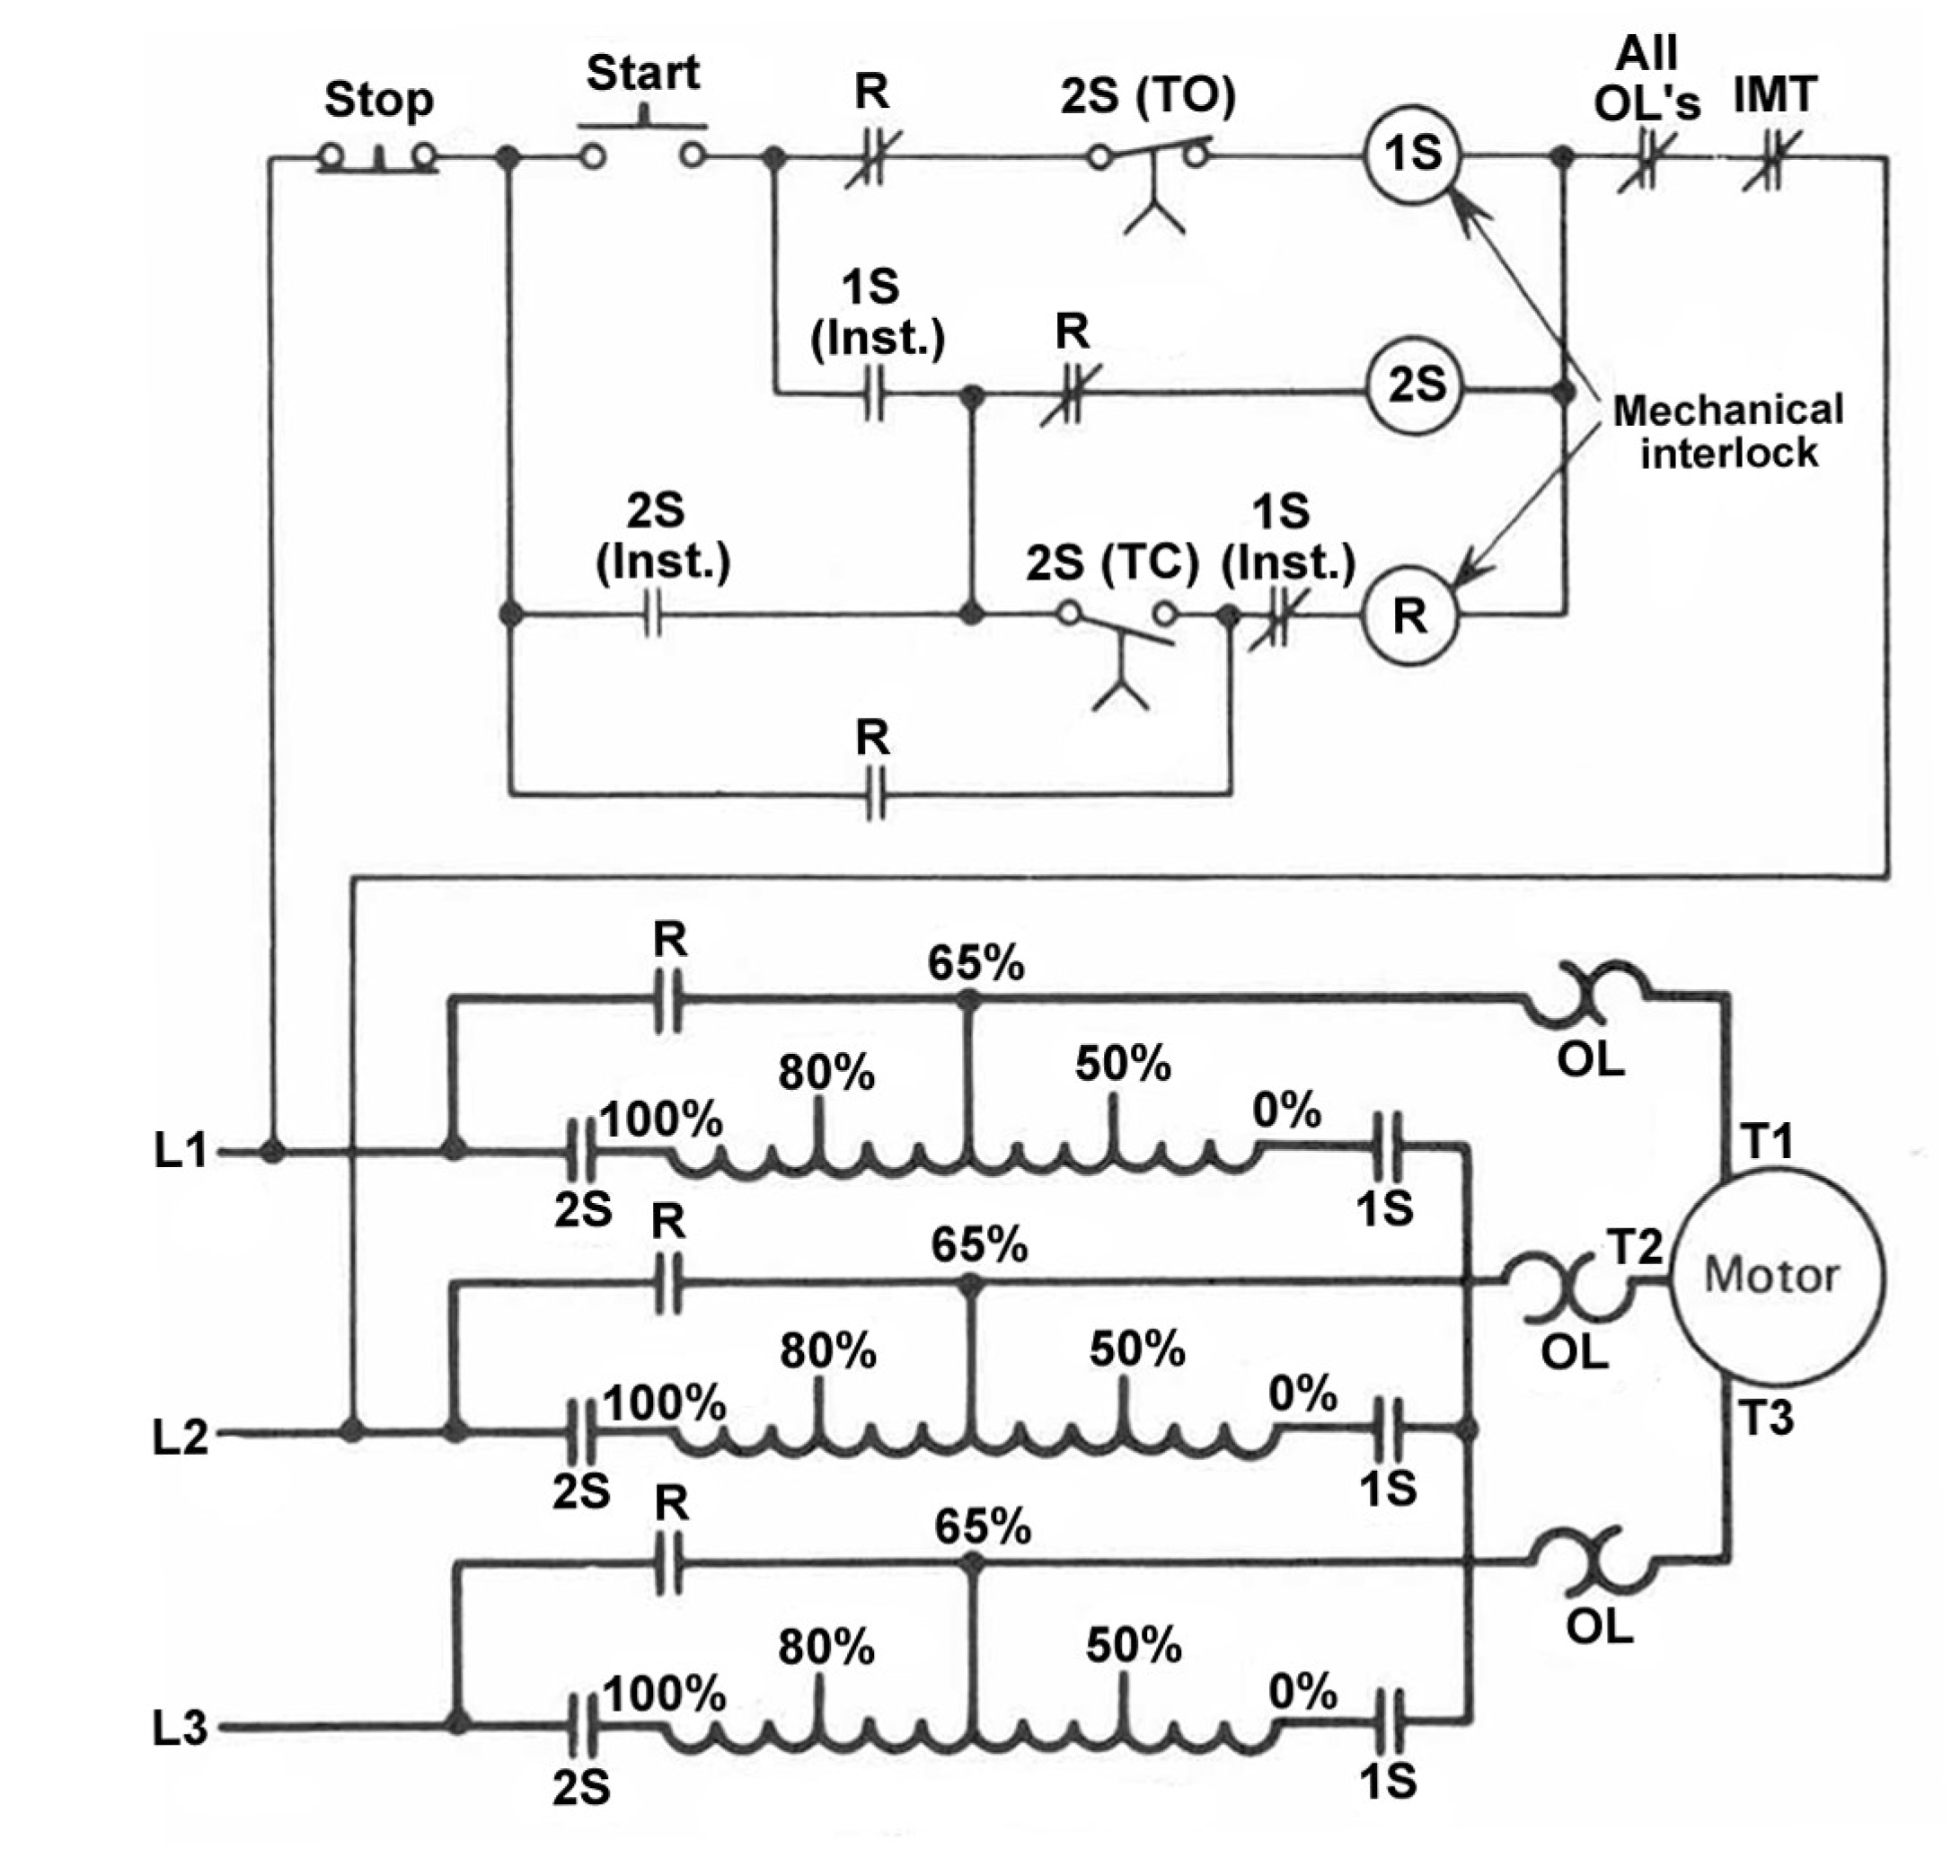 Stop
Start
R
2S (TO)
1S
All
OL's
IMT
1S
(Inst.)
R
2S
Mechanical
interlock
2S
(Inst.)
2S (TC)
1S
(Inst.)
R
R
R
65%
OL
80%
50%
100%
0%
L1
2S
1S
T1
R
65%
T2
Motor
OL
80%
50%
100%
0%
L2
2S
1S
T3
R
65%
OL
80%
50%
100%
0%
L3
2S
1S